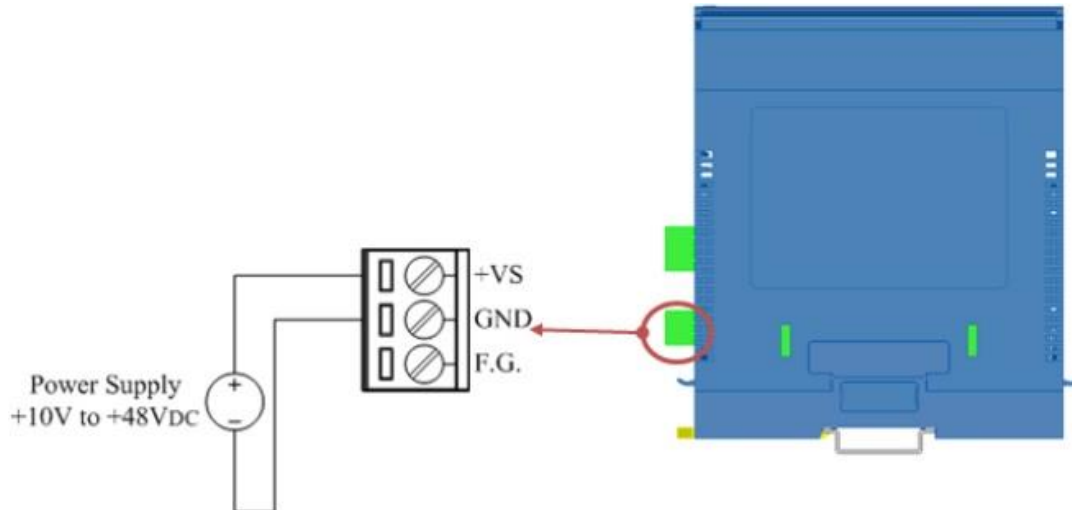 +VS
GND
F.G.
Power Supply
+10V to +48VDC
+
−